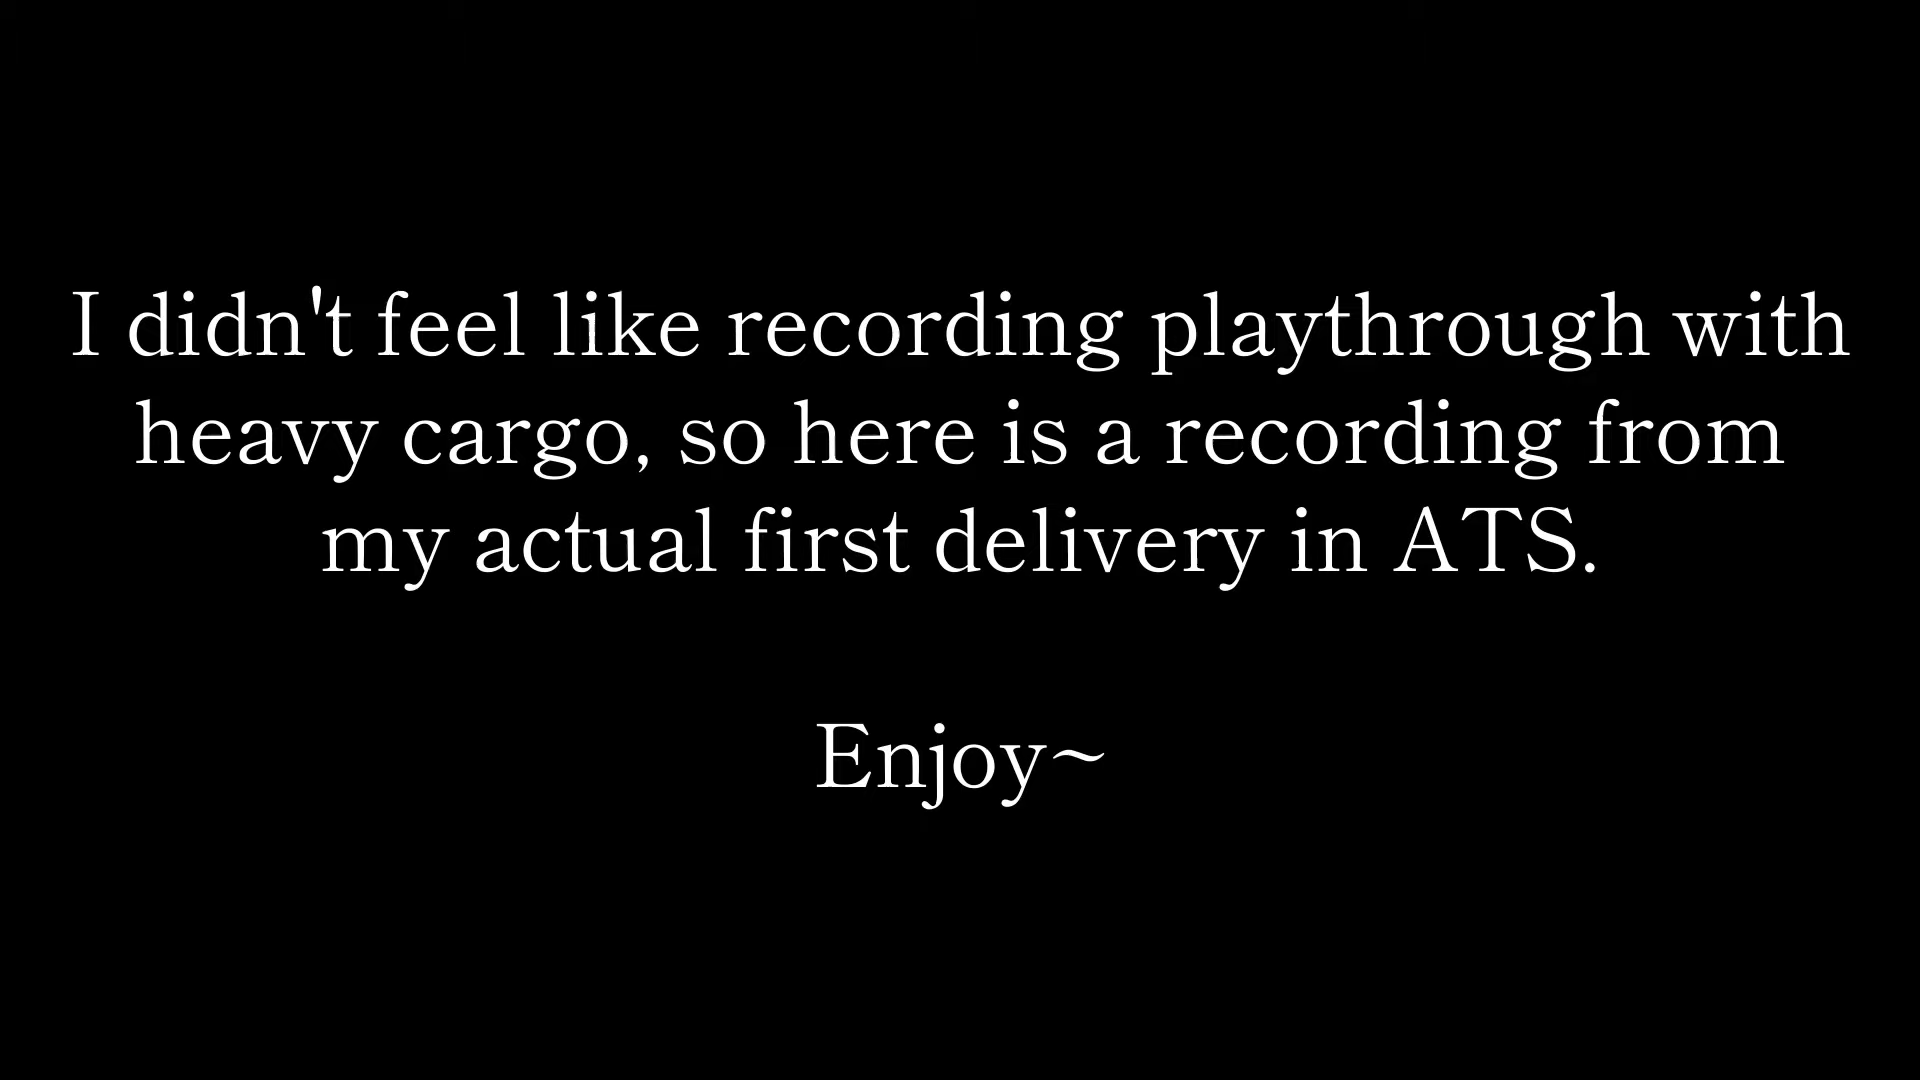 I didn't feel like recording playthrough with
heavy cargo, so here is a recording from
my actual first delivery in ATS.
Enjoy~